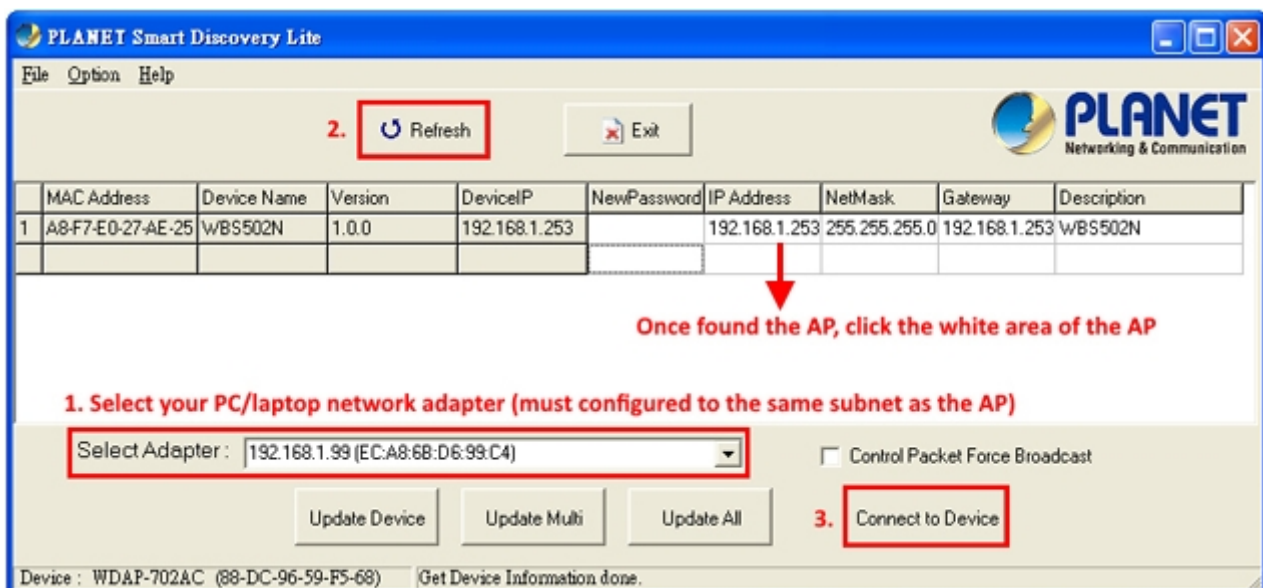 PLANET Smart Discovery Lite
File Option Help
2. Refresh Exit
PLANET
Networking & Communication
MAC Address Device Name Version DeviceIP NewPassword IP Address NetMask Gateway Description
1 A8-F7-E0-27-AE-25 WBS502N 1.0.0 192.168.1.253 192.168.1.253 255.255.255.0 192.168.1.253 WBS502N
Once found the AP, click the white area of the AP
1. Select your PC/laptop network adapter (must configured to the same subnet as the AP)
Select Adapter : 192.168.1.99 (EC:A8:6B:D6:99:C4) Control Packet Force Broadcast
Update Device Update Multi Update All 3. Connect to Device
Device : WDAP-702AC (88-DC-96-59-F5-68) Get Device Information done.